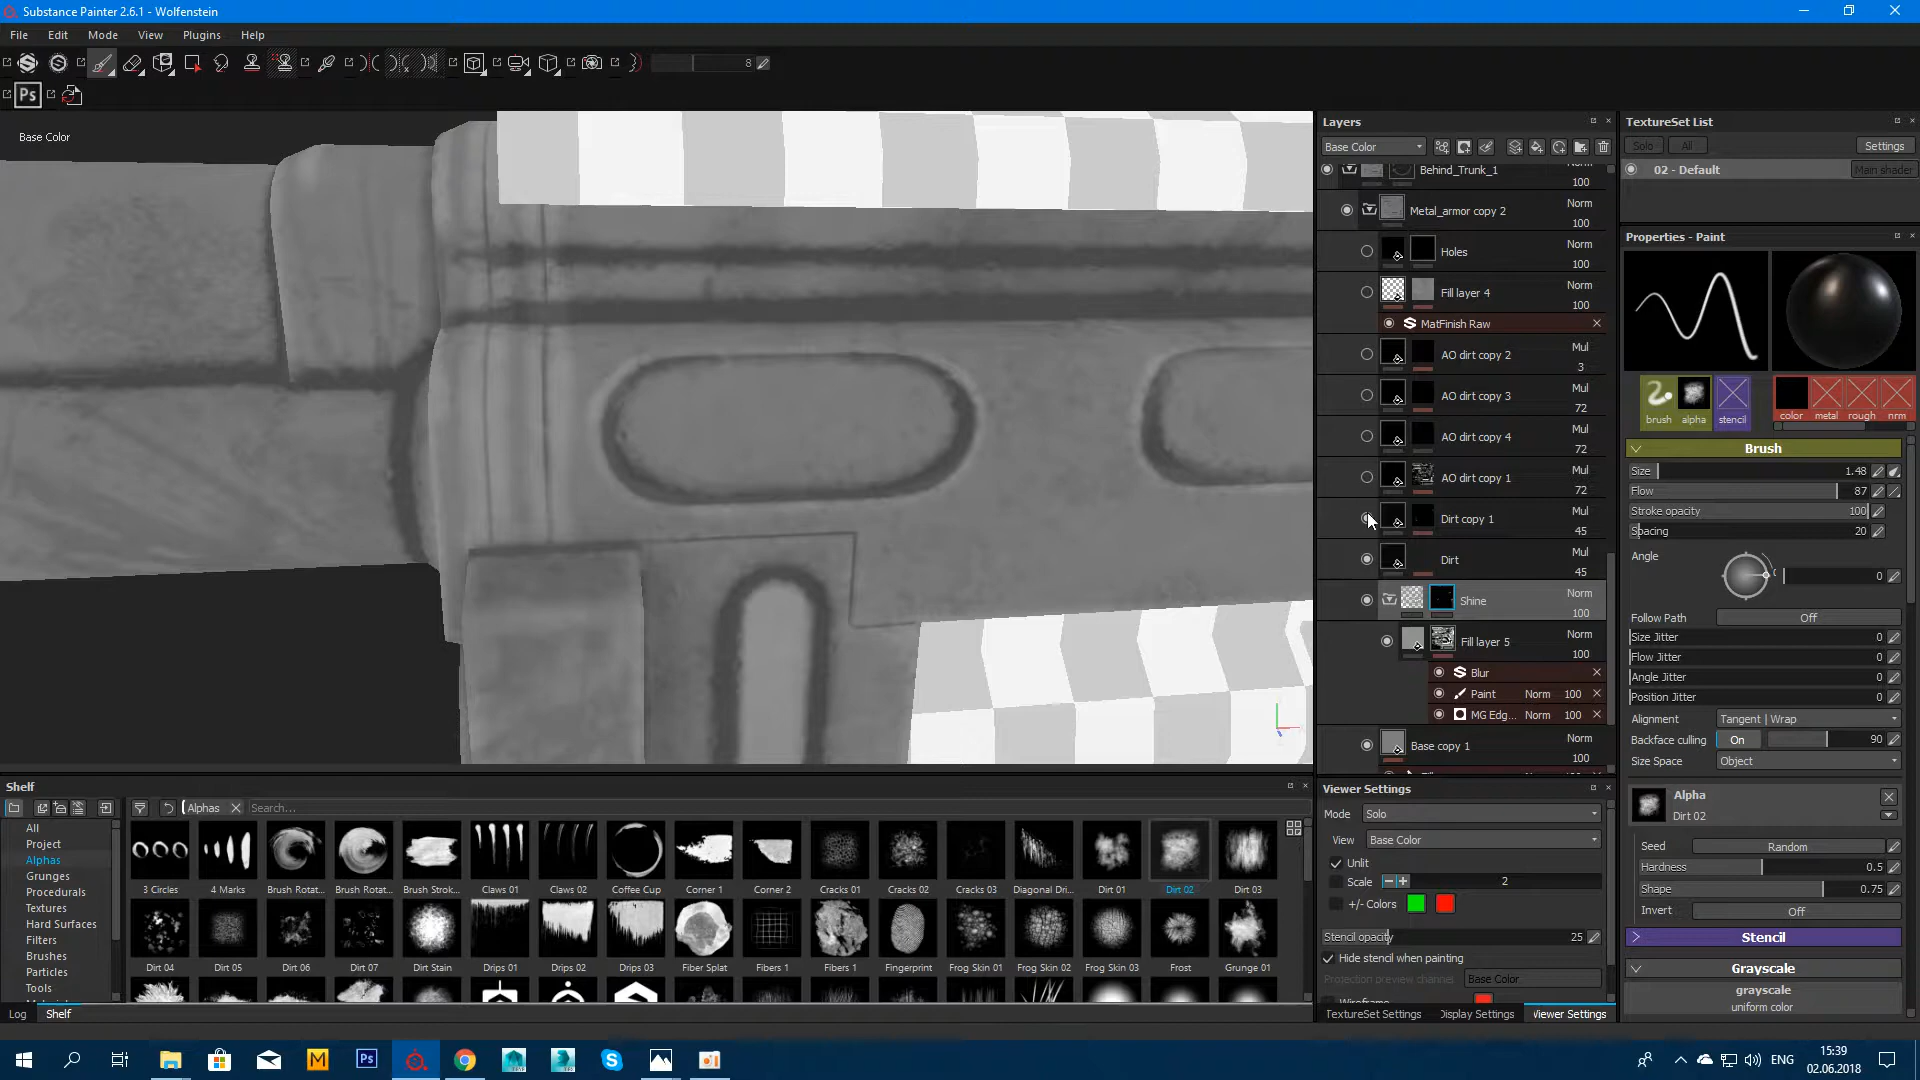 Substance Painter 2.6.1 - Wolfenstein
File Edit Mode View Plugins Help
8
Ps
Base Color
Layers
Base Color
Behind_Trunk_1 Norm 100
Metal_armor copy 2 Norm 100
Holes Norm 100
Fill layer 4 Norm 100
MatFinish Raw
AO dirt copy 2 Mul 3
AO dirt copy 3 Mul 72
AO dirt copy 4 Mul 72
AO dirt copy 1 Mul 72
Dirt copy 1 Mul 45
Dirt Mul 45
Shine Norm 100
Fill layer 5 Norm 100
Blur
Paint Norm 100
MG Edg... Norm 100
Base copy 1 Norm 100
TextureSet List
Solo All Settings
02 - Default Main shader
Properties - Paint
brush alpha stencil color metal rough nrm
Brush
Size 1.48
Flow 87
Stroke opacity 100
Spacing 20
Angle 0
Follow Path Off
Size Jitter 0
Flow Jitter 0
Angle Jitter 0
Position Jitter 0
Alignment Tangent | Wrap
Backface culling On 90
Size Space Object
Alpha
Dirt 02
Seed Random
Hardness 0.5
Shape 0.75
Invert Off
Stencil
Grayscale
grayscale
uniform color
Viewer Settings
Mode Solo
View Base Color
Unlit
Scale 2
+/- Colors
Stencil opacity 25
Hide stencil when painting
Projection preview channel Base Color
TextureSet Settings Display Settings Viewer Settings
Shelf
Alphas Search...
All
Project
Alphas
Grunges
Procedurals
Textures
Hard Surfaces
Filters
Brushes
Particles
Tools
3 Circles 4 Marks Brush Rotat... Brush Rotat... Brush Strok... Claws 01 Claws 02 Coffee Cup Corner 1 Corner 2 Cracks 01 Cracks 02 Cracks 03 Diagonal Dri... Dirt 01 Dirt 02 Dirt 03
Dirt 04 Dirt 05 Dirt 06 Dirt 07 Dirt Stain Drips 01 Drips 02 Drips 03 Fiber Splat Fibers 1 Fibers 1 Fingerprint Frog Skin 01 Frog Skin 02 Frog Skin 03 Frost Grunge 01
Log Shelf
ENG
15:39
02.06.2018